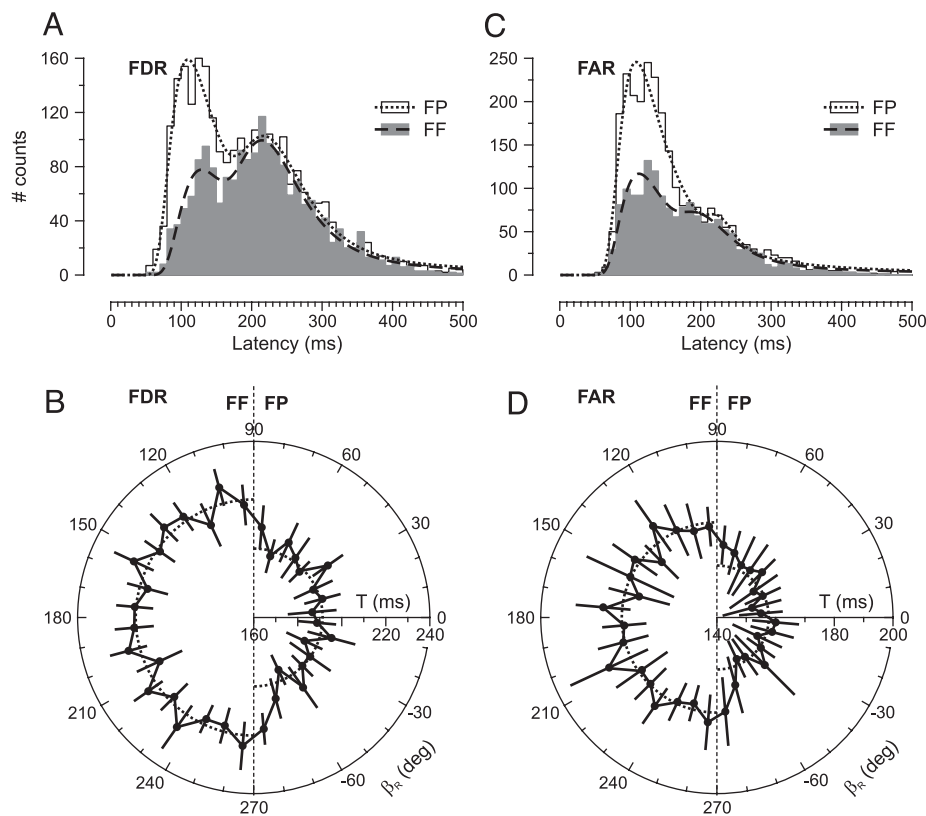 A
FDR
160
120
80
40
0
# counts
FP
FF
0 100 200 300 400 500
Latency (ms)
C
FAR
250
200
150
100
50
0
FP
FF
0 100 200 300 400 500
Latency (ms)
B
FDR
FF FP
90
120 60
150 30
T (ms)
180 160 220 240 0
210 -30
240 -60
270
βR (deg)
D
FAR
FF FP
90
120 60
150 30
T (ms)
180 140 180 200 0
210 -30
240 -60
270
βR (deg)